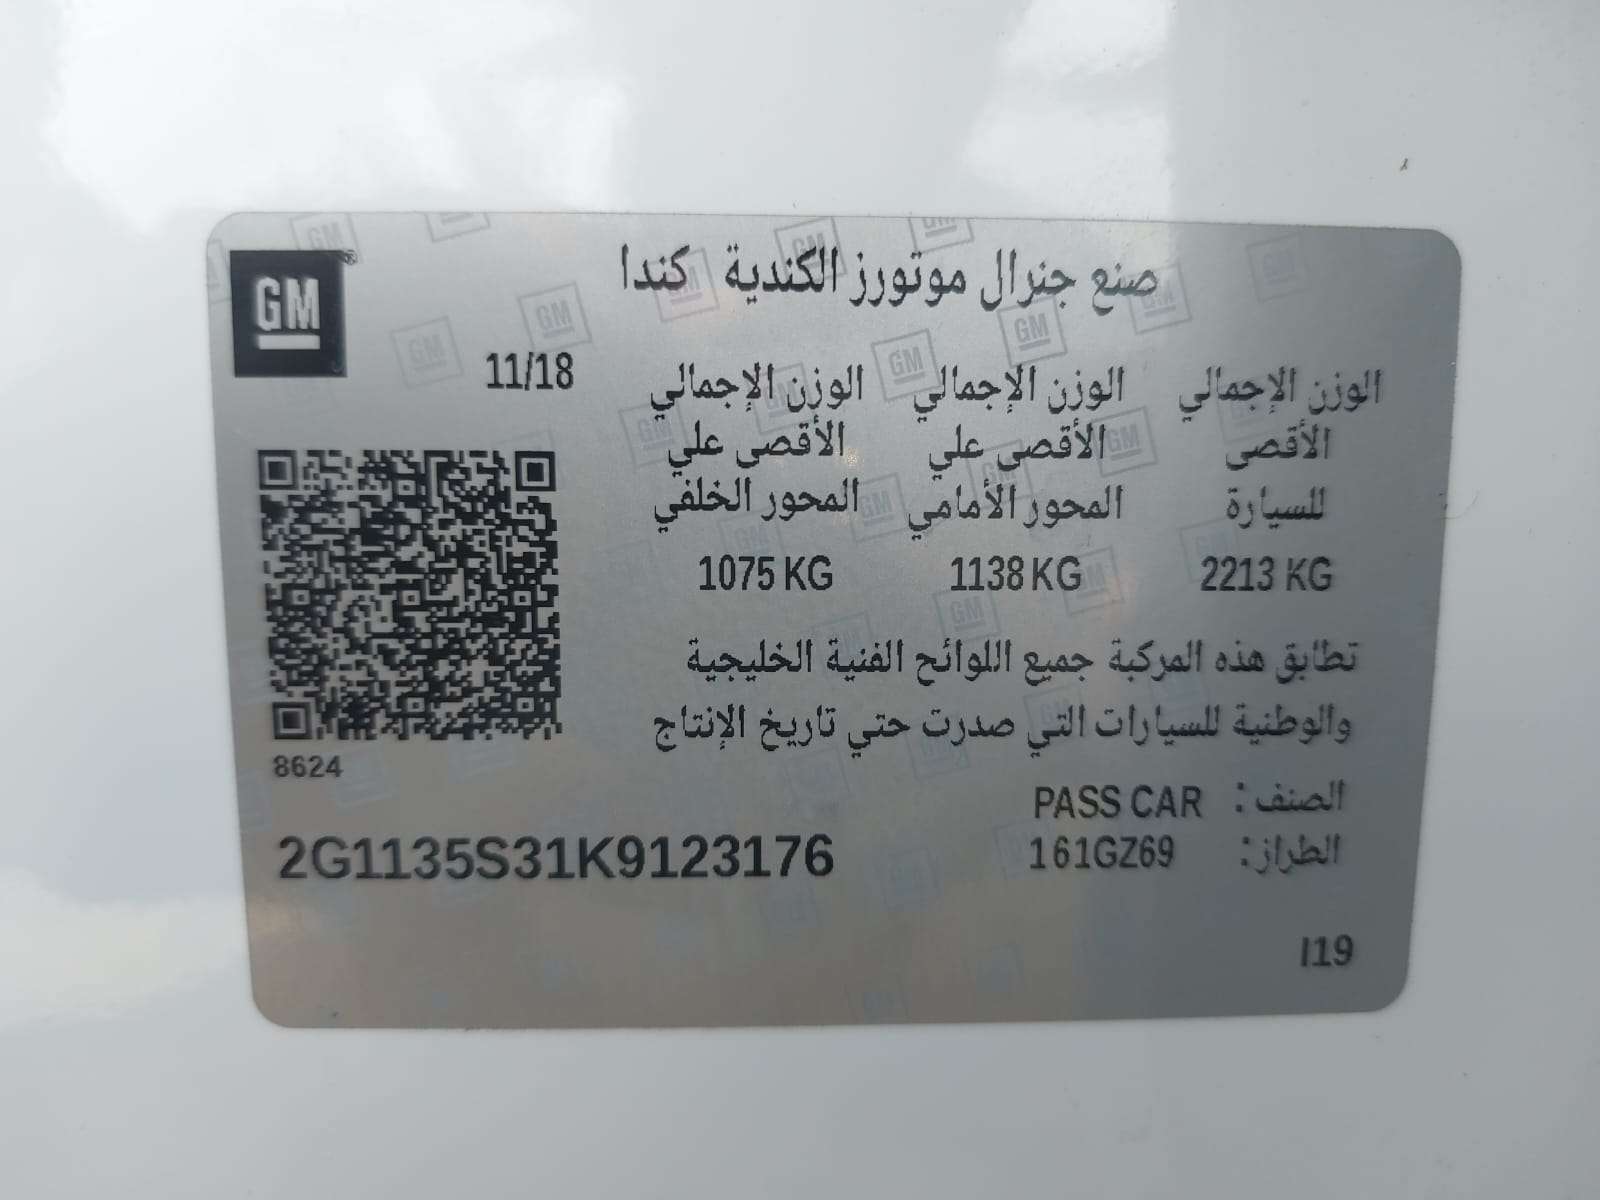 GM
صنع جنرال موتورز الكندية كندا
11/18
الوزن الإجمالي الأقصى للسيارة
2213 KG
الوزن الإجمالي الأقصى علي المحور الأمامي
1138 KG
الوزن الإجمالي الأقصى علي المحور الخلفي
1075 KG
تطابق هذه المركبة جميع اللوائح الفنية الخليجية
والوطنية للسيارات التي صدرت حتي تاريخ الإنتاج
8624
الصنف: PASS CAR
الطراز: 161GZ69
2G1135S31K9123176
I19